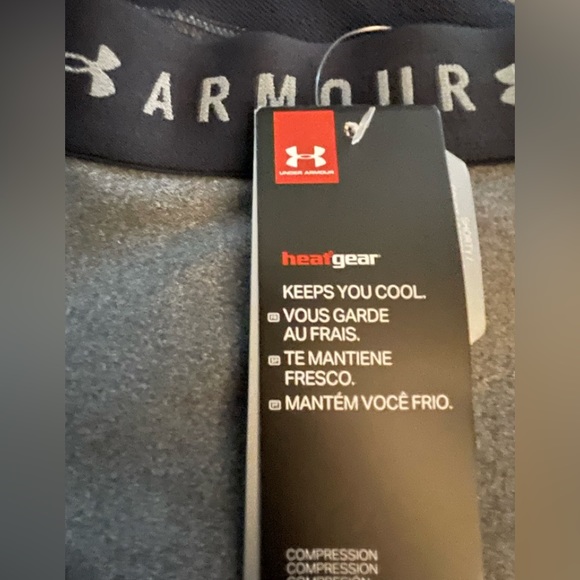 ARMOUR
UNDER ARMOUR
heatgear
KEEPS YOU COOL.
VOUS GARDE
AU FRAIS.
TE MANTIENE
FRESCO.
MANTÉM VOCÊ FRIO.
COMPRESSION
COMPRESSION